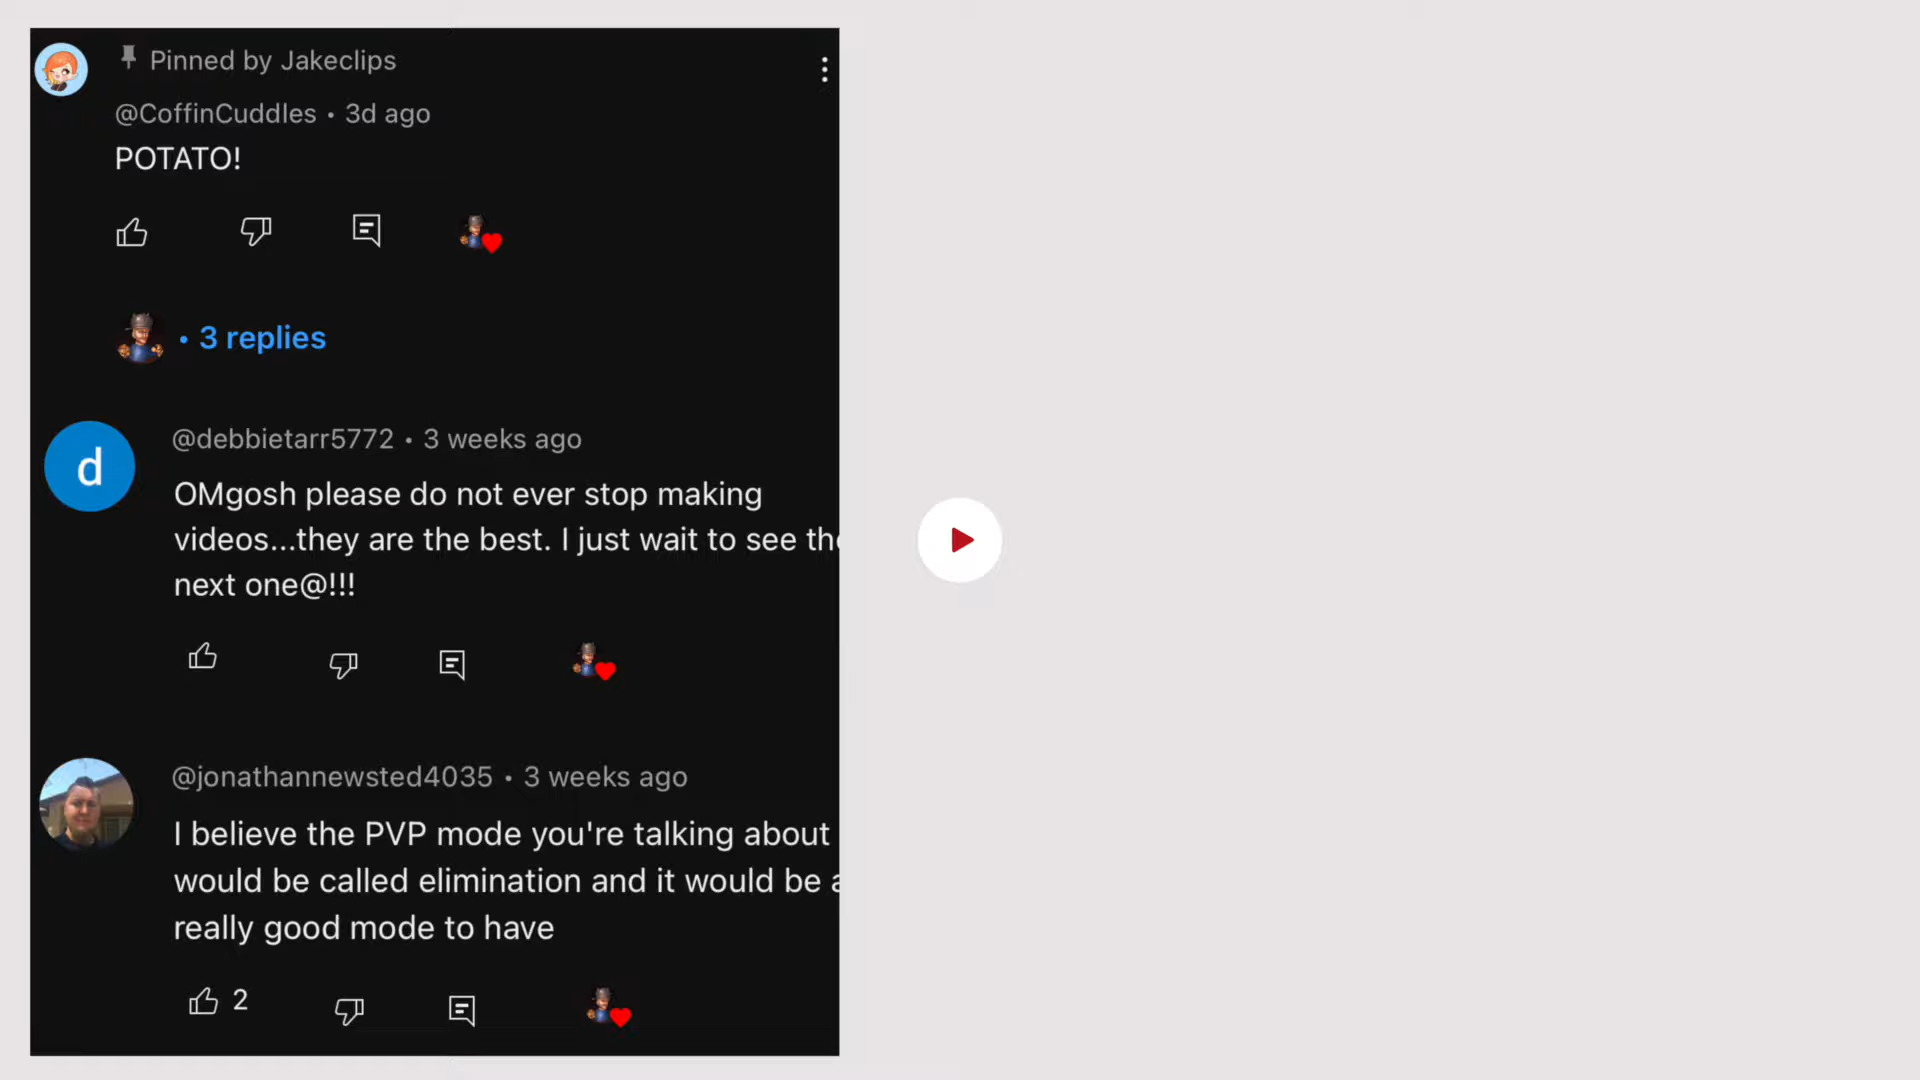 Pinned by Jakeclips
@CoffinCuddles • 3d ago
POTATO!
• 3 replies
d
@debbietarr5772 • 3 weeks ago
OMgosh please do not ever stop making
videos...they are the best. I just wait to see
next one@!!!
@jonathannewsted4035 • 3 weeks ago
I believe the PVP mode you're talking about
would be called elimination and it would be
really good mode to have
2